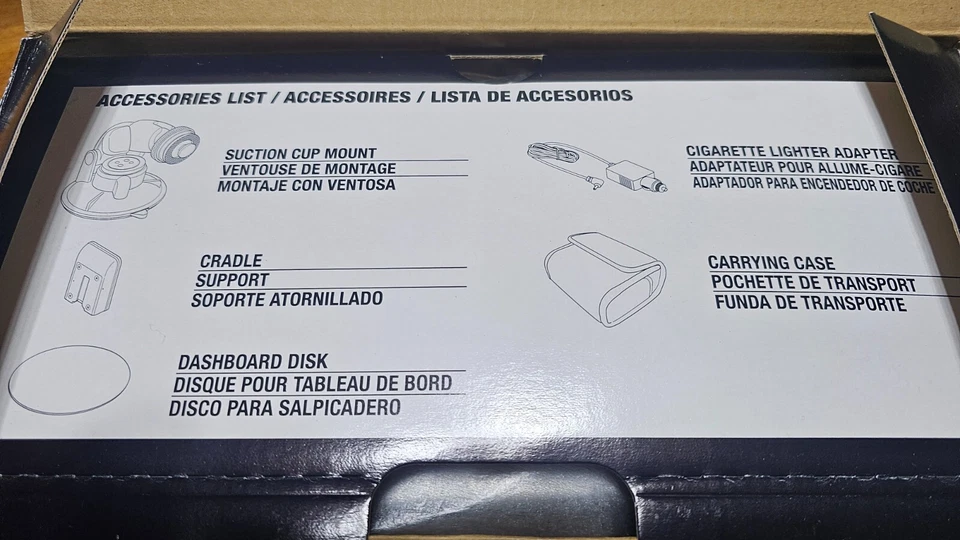 ACCESSORIES LIST / ACCESSOIRES / LISTA DE ACCESORIOS
SUCTION CUP MOUNT
VENTOUSE DE MONTAGE
MONTAJE CON VENTOSA
CIGARETTE LIGHTER ADAPTER
ADAPTATEUR POUR ALLUME-CIGARE
ADAPTADOR PARA ENCENDEDOR DE COCHE
CRADLE
SUPPORT
SOPORTE ATORNILLADO
CARRYING CASE
POCHETTE DE TRANSPORT
FUNDA DE TRANSPORTE
DASHBOARD DISK
DISQUE POUR TABLEAU DE BORD
DISCO PARA SALPICADERO